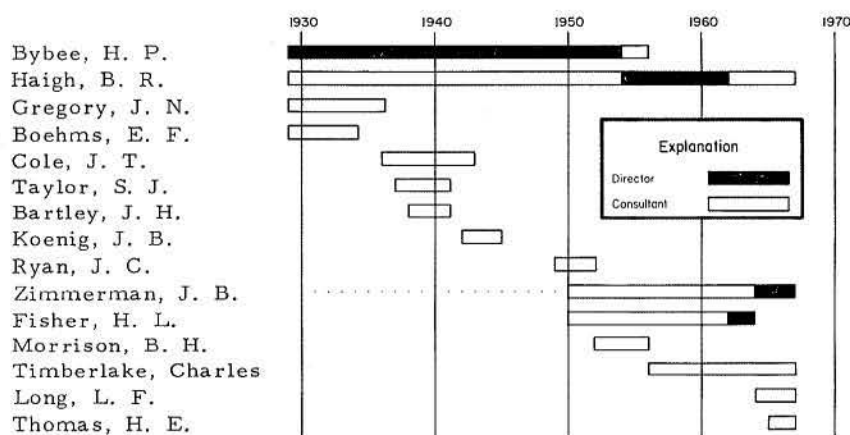 1930 1940 1950 1960 1970
Bybee, H. P.
Haigh, B. R.
Gregory, J. N.
Boehms, E. F.
Cole, J. T.
Taylor, S. J.
Bartley, J. H.
Koenig, J. B.
Ryan, J. C.
Zimmerman, J. B.
Fisher, H. L.
Morrison, B. H.
Timberlake, Charles
Long, L. F.
Thomas, H. E.
Explanation
Director
Consultant